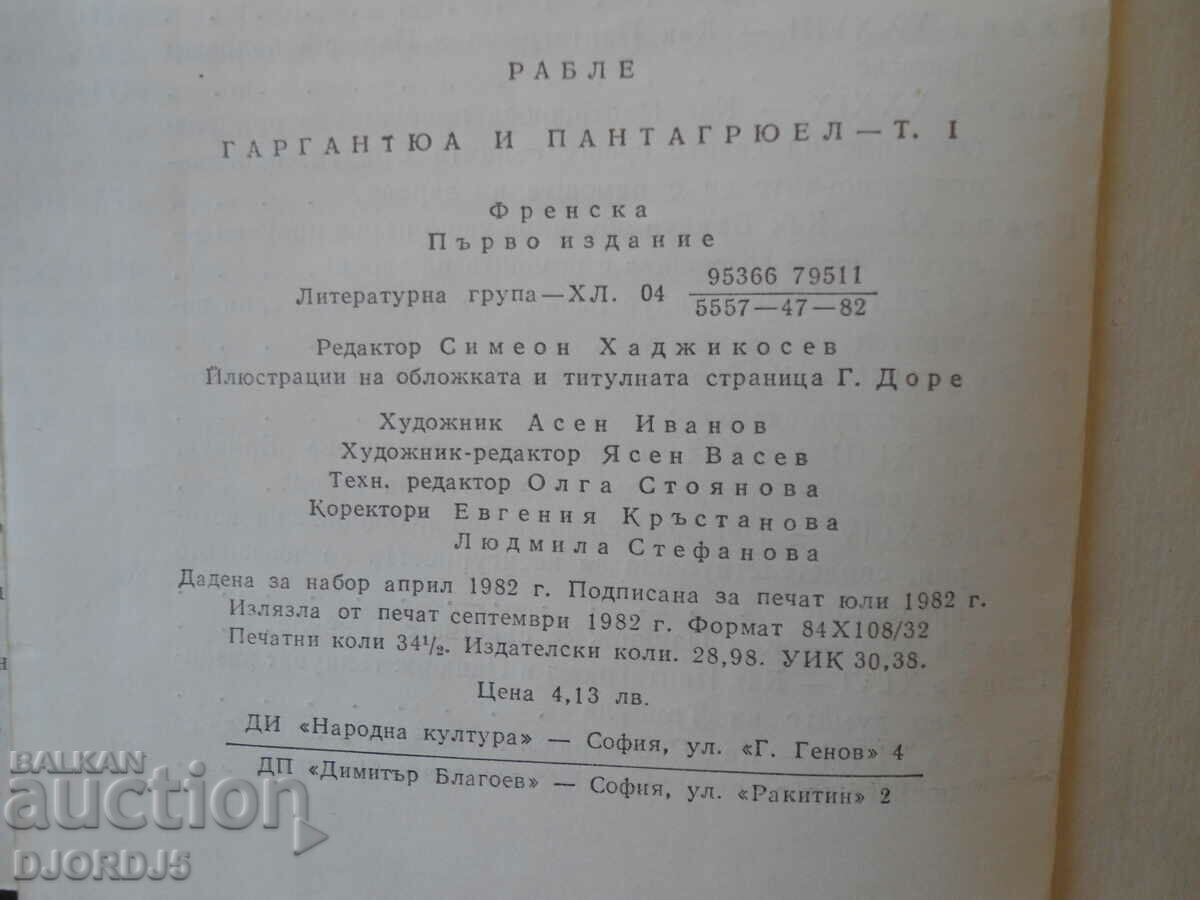 РАБЛЕ
ГАРГАНТЮА И ПАНТАГРЮЕЛ — Т. I
Френска
Първо издание
Литературна група — ХЛ. 04 95366 79511
5557—47—82
Редактор Симеон Хаджикосев
Илюстрации на обложката и титулната страница Г. Доре
Художник Асен Иванов
Художник-редактор Ясен Васев
Техн. редактор Олга Стоянова
Коректори Евгения Кръстанова
Людмила Стефанова
Дадена за набор април 1982 г. Подписана за печат юли 1982 г.
Излязла от печат септември 1982 г. Формат 84X108/32
Печатни коли 34½. Издателски коли. 28,98. УИК 30,38.
Цена 4,13 лв.
ДИ «Народна култура» — София, ул. «Г. Генов» 4
ДП «Димитър Благоев» — София, ул. «Ракитин» 2
BALKAN
auction
DJORDJ5